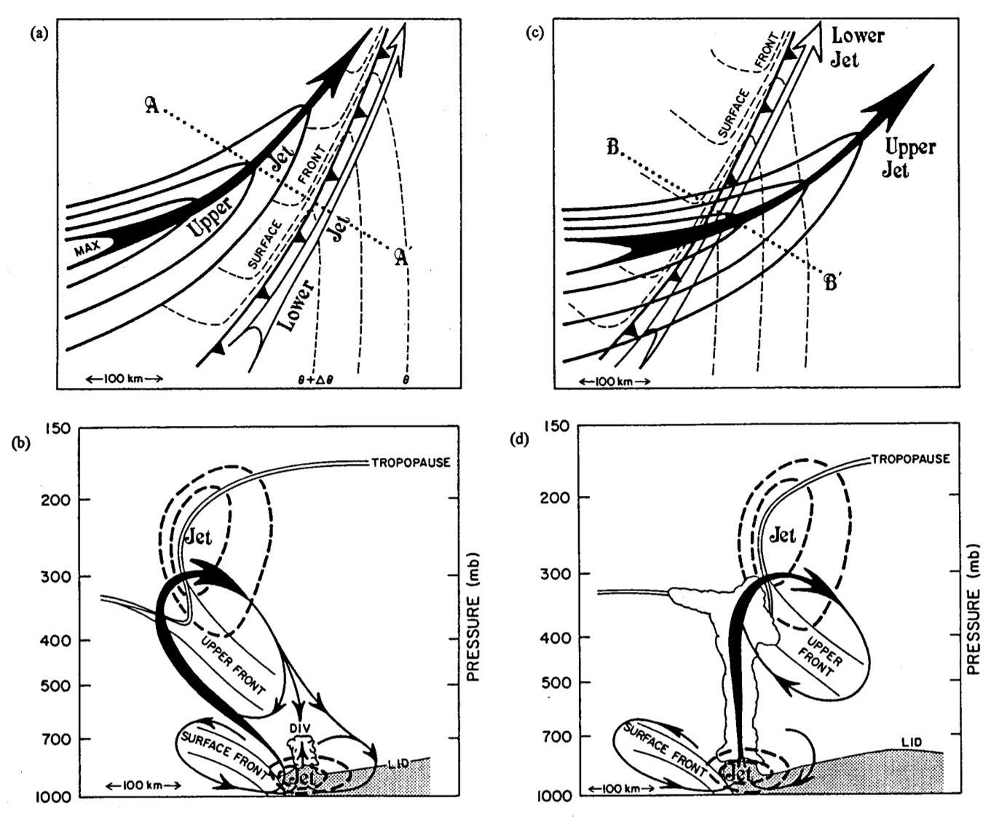 (a)
A
Jet
Upper
MAX
FRONT
SURFACE
Jet
Lower
A'
←100 km→
θ+Δθ
θ
(c)
Lower
Jet
FRONT
SURFACE
B
Upper
Jet
B'
←100 km→
(b)
150
200
300
400
500
700
1000
TROPOPAUSE
Jet
UPPER FRONT
DIV
SURFACE FRONT
Jet
LID
←100 km→
PRESSURE (mb)
(d)
150
200
300
400
500
700
1000
TROPOPAUSE
Jet
UPPER
FRONT
SURFACE FRONT
Jet
LID
←100 km→
PRESSURE (mb)